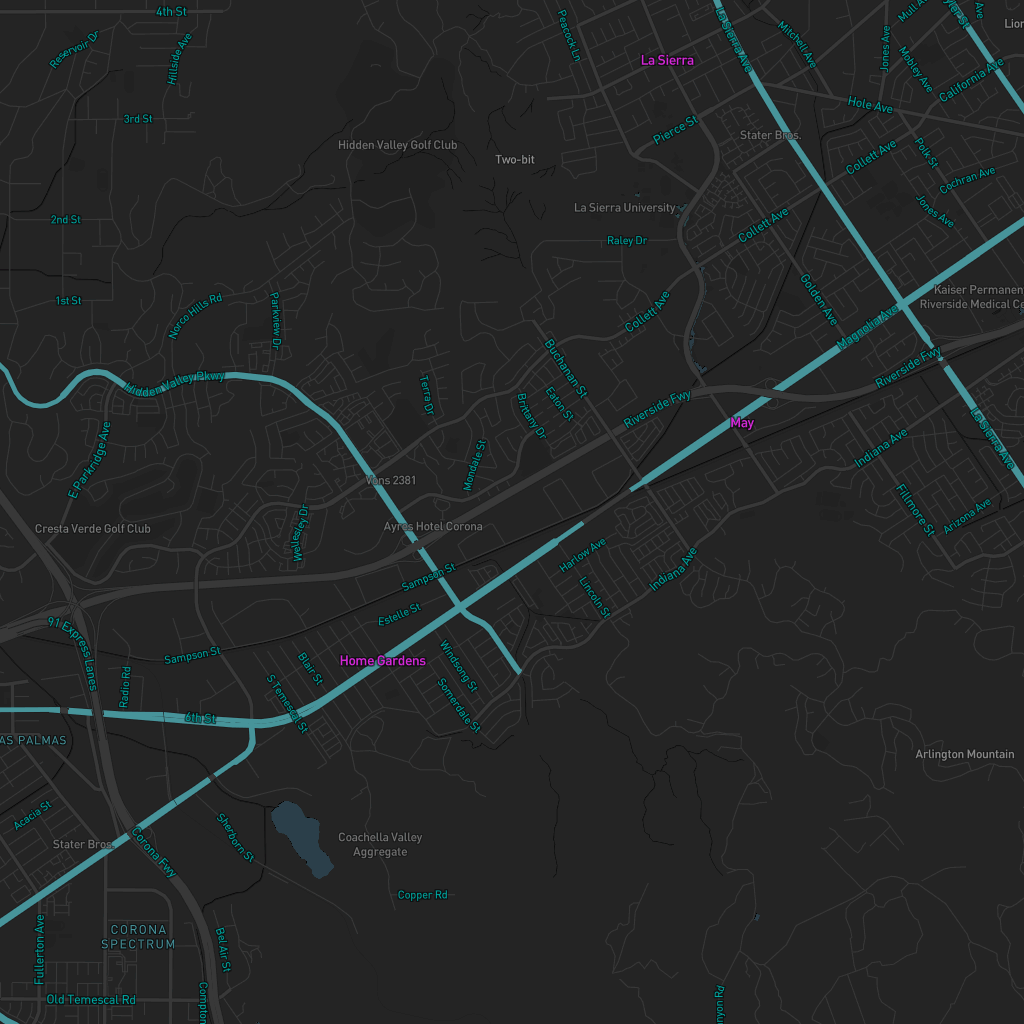 4th St
Reservoir Dr
Hillside Ave
Peacock Ln
La Sierra
La Sierra Ave
Mitchell Ave
Jones Ave
Mobley Ave
Ave
Lion
California Ave
Hole Ave
3rd St
Pierce St
Stater Bros.
Hidden Valley Golf Club
Two-bit
Collett Ave
Polk St
Cochran Ave
Jones Ave
2nd St
La Sierra University
Collett Ave
Raley Dr
1st St
Norco Hills Rd
Parkview Dr
Collett Ave
Golden Ave
Kaiser Permanen
Riverside Medical Ce
Magnolia Ave
Buchanan St
Riverside Fwy
Hidden Valley Pkwy
Terra Dr
Brittany Dr
Eaton St
Riverside Fwy
May
La Sierra Ave
E Parkridge Ave
Mondale St
Indiana Ave
Vons 2381
Fillmore St
Arizona Ave
Cresta Verde Golf Club
Wellesley Dr
Ayres Hotel Corona
Harlow Ave
Sampson St
Lincoln St
Indiana Ave
Estelle St
91 Express Lanes
Sampson St
Home Gardens
Windsong St
Radio Rd
Blair St
S Temescal St
Somerdale St
6th St
AS PALMAS
Arlington Mountain
Acacia St
Stater Bros.
Corona Fwy
Sherborn St
Coachella Valley
Aggregate
Copper Rd
Fullerton Ave
CORONA
SPECTRUM
Bel Air St
Old Temescal Rd
Compton
nyon Rd